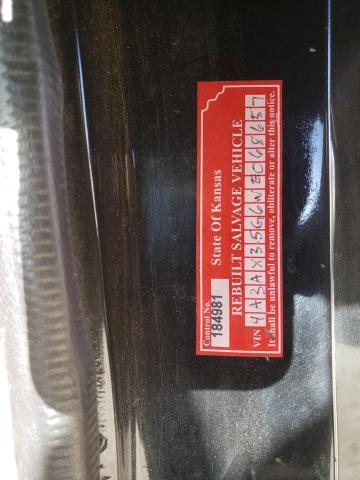 Control No.
184981
State Of Kansas
REBUILT SALVAGE VEHICLE
VIN 4A3AX35G6WE068657
It shall be unlawful to remove, obliterate or alter this notice.